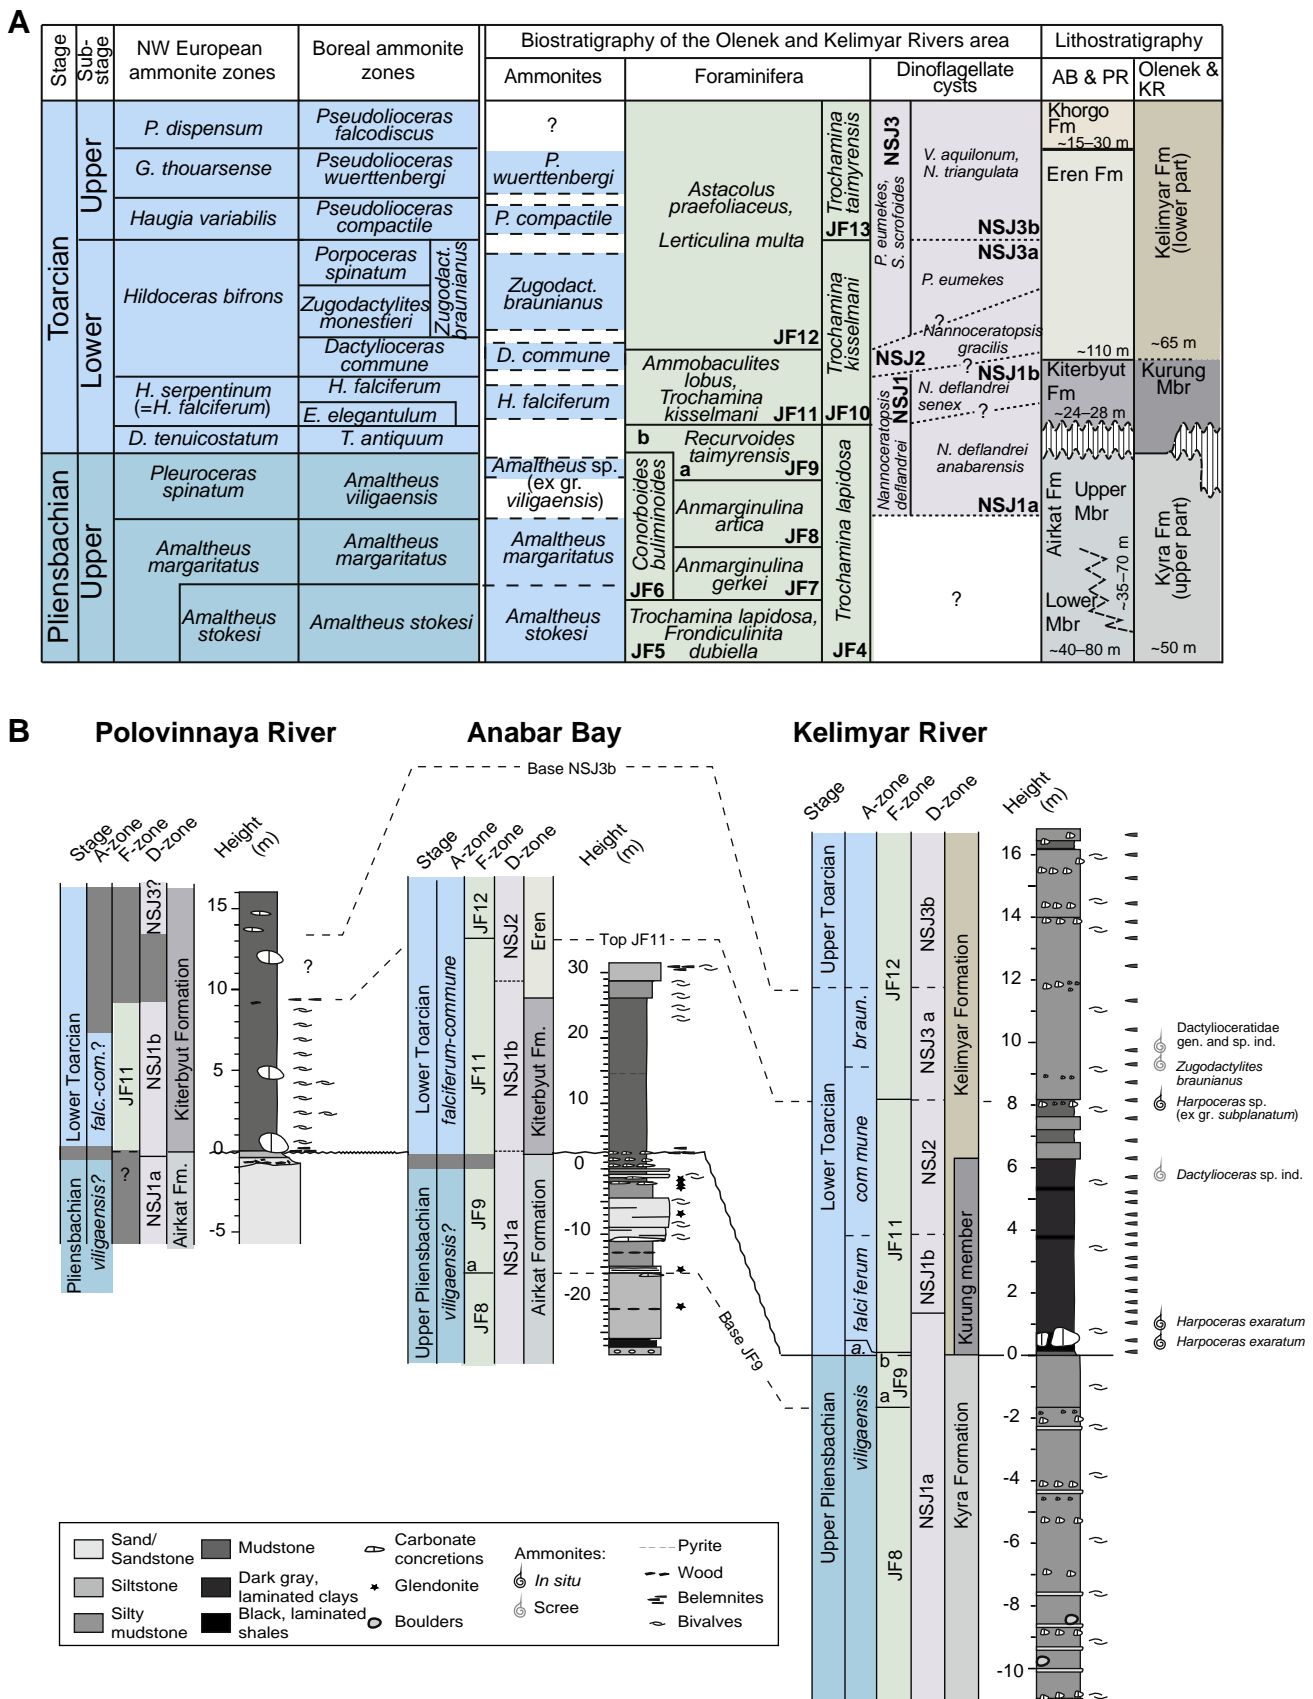 A
Stage
Sub-
stage
NW European
ammonite zones
Boreal ammonite
zones
Biostratigraphy of the Olenek and Kelimyar Rivers area
Lithostratigraphy
Ammonites
Foraminifera
Dinoflagellate
cysts
AB & PR
Olenek &
KR
Toarcian
Pliensbachian
Upper
Lower
Upper
P. dispensum
G. thouarsense
Haugia variabilis
Hildoceras bifrons
H. serpentinum
(=H. falciferum)
D. tenuicostatum
Pleuroceras
spinatum
Amaltheus
margaritatus
Amaltheus
stokesi
Pseudolioceras
falcodiscus
Pseudolioceras
wuerttenbergi
Pseudolioceras
compactile
Porpoceras
spinatum
Zugodactylites
monestieri
Zugodact.
braunianus
Dactylioceras
commune
H. falciferum
E. elegantulum
T. antiquum
Amaltheus
viligaensis
Amaltheus
margaritatus
Amaltheus stokesi
?
P.
wuerttenbergi
P. compactile
Zugodact.
braunianus
D. commune
H. falciferum
Amaltheus sp.
(ex gr.
viligaensis)
Amaltheus
margaritatus
Amaltheus
stokesi
Astacolus
praefoliaceus,
Lerticulina multa
JF12
Ammobaculites
lobus,
Trochamina
kisselmani
JF11
b
Recurvoides
taimyrensis
a
JF9
Conorboides
buliminoides
JF6
Anmarginulina
artica
JF8
Anmarginulina
gerkei
JF7
Trochamina lapidosa,
Frondiculinita
dubiella
JF5
Trochamina
taimyrensis
JF13
Trochamina
kisselmani
JF10
Trochamina lapidosa
JF4
P. eumekes,
S. scrofoides
NSJ3
V. aquilonum,
N. triangulata
NSJ3b
NSJ3a
P. eumekes
?
Nannoceratopsis
gracilis
NSJ2
?
NSJ1b
Nannoceratopsis
deflandrei
NSJ1
N. deflandrei
senex
?
N. deflandrei
anabarensis
NSJ1a
?
Khorgo
Fm
~15–30 m
Eren Fm
~110 m
Kiterbyut
Fm
~24–28 m
Airkat Fm
Upper
Mbr
~35–70 m
Lower
Mbr
~40–80 m
Kelimyar Fm
(lower part)
~65 m
Kurung
Mbr
Kyra Fm
(upper part)
~50 m
B
Polovinnaya River
Anabar Bay
Kelimyar River
Base NSJ3b
Top JF11
Base JF9
Stage
A-zone
F-zone
D-zone
Height
(m)
Lower Toarcian
Pliensbachian
falc.-com.?
viligaensis?
JF11
?
NSJ3?
NSJ1b
NSJ1a
Kiterbyut Formation
Airkat Fm.
15
10
5
0
-5
?
Stage
A-zone
F-zone
D-zone
Height
(m)
Lower Toarcian
Upper Pliensbachian
falciferum-commune
viligaensis?
JF12
JF11
JF9
a
JF8
NSJ2
NSJ1b
NSJ1a
Eren
Kiterbyut Fm.
Airkat Formation
30
20
10
0
-10
-20
Stage
A-zone
F-zone
D-zone
Height
(m)
Upper Toarcian
Lower Toarcian
Upper Pliensbachian
braun.
com mune
falci ferum
a.
viligaensis
JF12
JF11
b
JF9
a
JF8
NSJ3b
NSJ3 a
NSJ2
NSJ1b
NSJ1a
Kelimyar Formation
Kurung member
Kyra Formation
16
14
12
10
8
6
4
2
0
-2
-4
-6
-8
-10
Dactylioceratidae
gen. and sp. ind.
Zugodactylites
braunianus
Harpoceras sp.
(ex gr. subplanatum)
Dactylioceras sp. ind.
Harpoceras exaratum
Harpoceras exaratum
Sand/
Sandstone
Siltstone
Silty
mudstone
Mudstone
Dark gray,
laminated clays
Black, laminated
shales
Carbonate
concretions
Glendonite
Boulders
Ammonites:
In situ
Scree
Pyrite
Wood
Belemnites
Bivalves